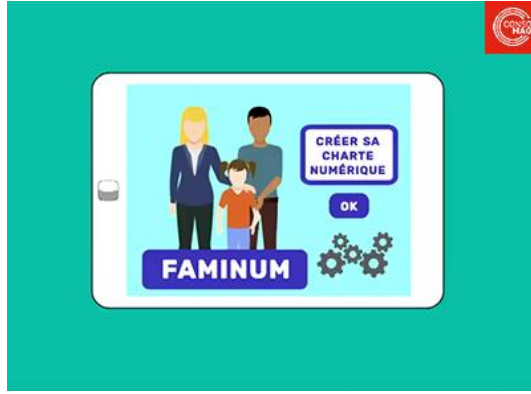 CONSO
MAG
CRÉER SA
CHARTE
NUMÉRIQUE
OK
FAMINUM